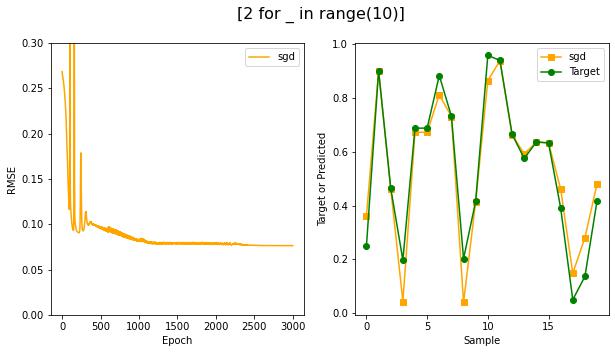 [2 for _ in range(10)]
0.30
0.25
0.20
0.15
0.10
0.05
0.00
RMSE
0 500 1000 1500 2000 2500 3000
Epoch
sgd
1.0
0.8
0.6
0.4
0.2
0.0
Target or Predicted
0 5 10 15
Sample
sgd
Target